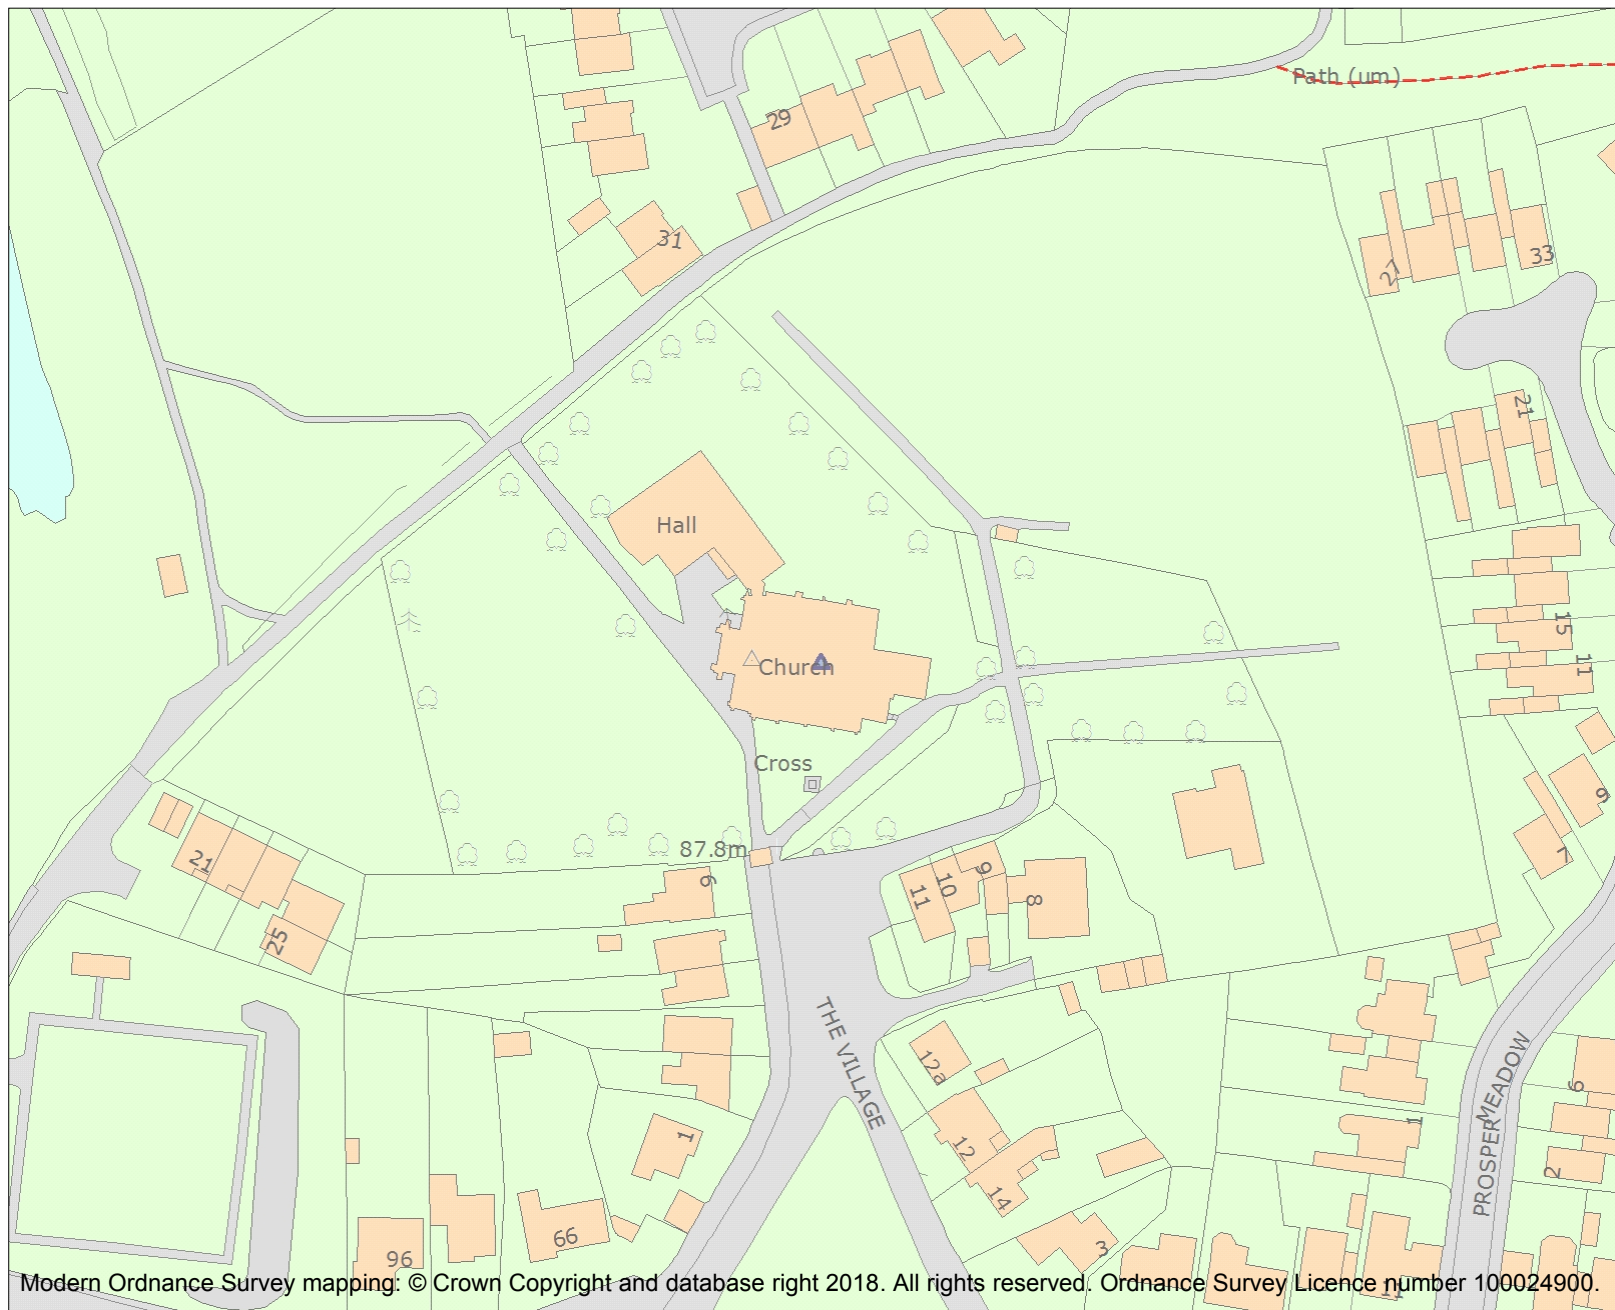 Path (um)
29
31
27
33
21
Hall
15
11
Church
Cross
9
87.8m
7
21
6
11
10
9
8
25
THE VILLAGE
12a
PROSPER MEADOW
6
1
1
12
2
14
66
96
3
11
Modern Ordnance Survey mapping: © Crown Copyright and database right 2018. All rights reserved. Ordnance Survey Licence number 100024900.